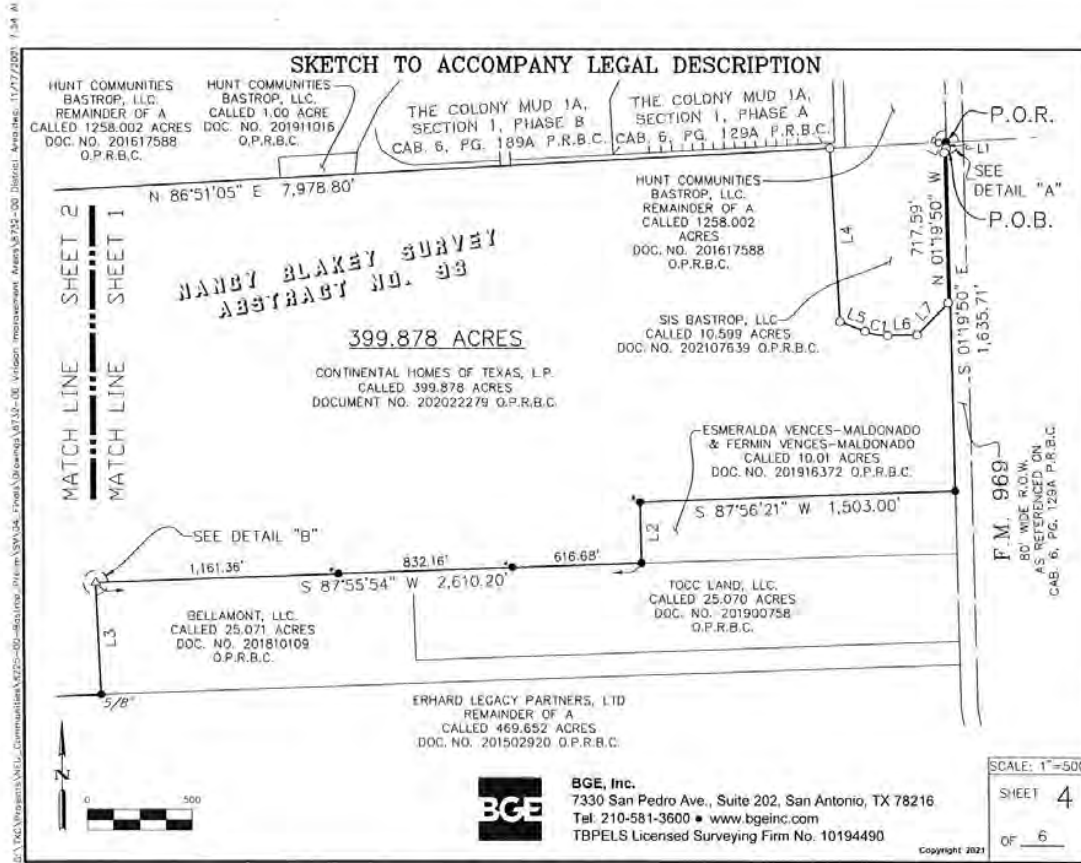 SKETCH TO ACCOMPANY LEGAL DESCRIPTION
HUNT COMMUNITIES
BASTROP, LLC.
REMAINDER OF A
CALLED 1258.002 ACRES
DOC. NO. 201617588
O.P.R.B.C.
HUNT COMMUNITIES
BASTROP, LLC.
CALLED 1.00 ACRE
DOC. NO. 201911016
O.P.R.B.C.
THE COLONY MUD 1A,
SECTION 1, PHASE B
CAB. 6, PG. 189A P.R.B.C.
THE COLONY MUD 1A,
SECTION 1, PHASE A
CAB. 6, PG. 129A P.R.B.C.
P.O.R.
L1
SEE
DETAIL "A"
P.O.B.
N 86°51'05" E 7,978.80'
MATCH LINE SHEET 2
MATCH LINE SHEET 1
NANCY BLAKEY SURVEY
ABSTRACT NO. 98
399.878 ACRES
CONTINENTAL HOMES OF TEXAS, L.P.
CALLED 399.878 ACRES
DOCUMENT NO. 202022279 O.P.R.B.C.
HUNT COMMUNITIES
BASTROP, LLC.
REMAINDER OF A
CALLED 1258.002
ACRES
DOC. NO. 201617588
O.P.R.B.C.
L4
717.59'
N 01°19'50" W
S 01°19'50" E
1,635.71'
SIS BASTROP, LLC
CALLED 10.599 ACRES
DOC. NO. 202107639 O.P.R.B.C.
L5
C1
L6
L7
ESMERALDA VENCES-MALDONADO
& FERMIN VENCES-MALDONADO
CALLED 10.01 ACRES
DOC. NO. 201916372 O.P.R.B.C.
S 87°56'21" W 1,503.00'
L2
F.M. 969
80' WIDE R.O.W.
AS REFERENCED ON
CAB. 6, PG. 129A P.R.B.C.
SEE DETAIL "B"
1,161.36'
832.16'
616.68'
S 87°55'54" W 2,610.20'
L3
5/8"
BELLAMONT, LLC.
CALLED 25.071 ACRES
DOC. NO. 201810109
O.P.R.B.C.
TOCC LAND, LLC.
CALLED 25.070 ACRES
DOC. NO. 201900758
O.P.R.B.C.
ERHARD LEGACY PARTNERS, LTD
REMAINDER OF A
CALLED 469.652 ACRES
DOC. NO. 201502920 O.P.R.B.C.
N
0 500
BGE
BGE, Inc.
7330 San Pedro Ave., Suite 202, San Antonio, TX 78216
Tel: 210-581-3600 ● www.bgeinc.com
TBPELS Licensed Surveying Firm No. 10194490
Copyright 2021
SCALE: 1"=500
SHEET 4
OF 6